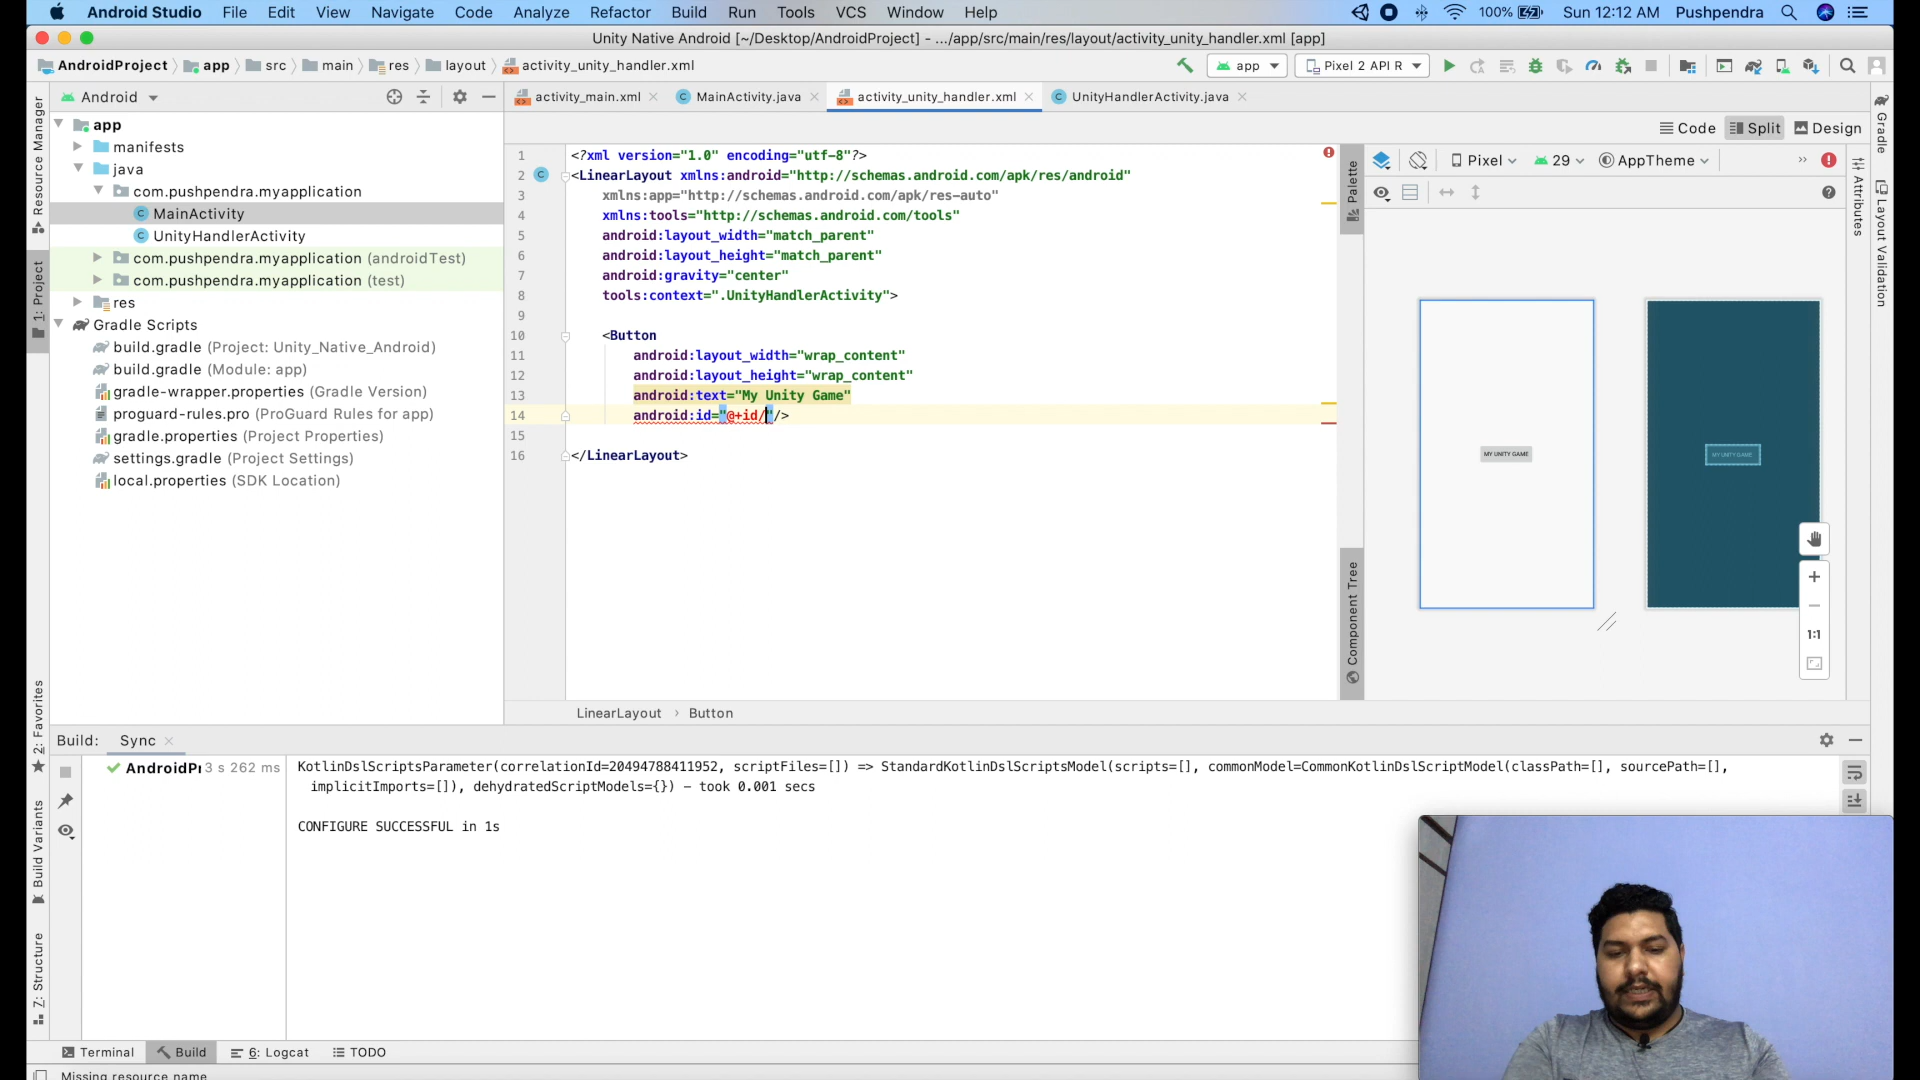 Android Studio File Edit View Navigate Code Analyze Refactor Build Run Tools VCS Window Help 100% Sun 12:12 AM Pushpendra
Unity Native Android [~/Desktop/AndroidProject] - .../app/src/main/res/layout/activity_unity_handler.xml [app]
AndroidProject app src main res layout activity_unity_handler.xml app Pixel 2 API R
Android activity_main.xml MainActivity.java activity_unity_handler.xml UnityHandlerActivity.java
Code Split Design
Resource Manager
1: Project
2: Favorites
Build Variants
Z: Structure
app
manifests
java
com.pushpendra.myapplication
MainActivity
UnityHandlerActivity
com.pushpendra.myapplication (androidTest)
com.pushpendra.myapplication (test)
res
Gradle Scripts
build.gradle (Project: Unity_Native_Android)
build.gradle (Module: app)
gradle-wrapper.properties (Gradle Version)
proguard-rules.pro (ProGuard Rules for app)
gradle.properties (Project Properties)
settings.gradle (Project Settings)
local.properties (SDK Location)
1 <?xml version="1.0" encoding="utf-8"?>
2 <LinearLayout xmlns:android="http://schemas.android.com/apk/res/android"
3 xmlns:app="http://schemas.android.com/apk/res-auto"
4 xmlns:tools="http://schemas.android.com/tools"
5 android:layout_width="match_parent"
6 android:layout_height="match_parent"
7 android:gravity="center"
8 tools:context=".UnityHandlerActivity">
9
10 <Button
11 android:layout_width="wrap_content"
12 android:layout_height="wrap_content"
13 android:text="My Unity Game"
14 android:id="@+id/"/>
15
16 </LinearLayout>
LinearLayout › Button
Palette
Component Tree
Pixel 29 AppTheme
MY UNITY GAME
MY UNITY GAME
1:1
Gradle
Attributes
Layout Validation
Build: Sync
AndroidPr 3 s 262 ms
KotlinDslScriptsParameter(correlationId=20494788411952, scriptFiles=[]) => StandardKotlinDslScriptsModel(scripts=[], commonModel=CommonKotlinDslScriptModel(classPath=[], sourcePath=[],
implicitImports=[]), dehydratedScriptModels={}) – took 0.001 secs
CONFIGURE SUCCESSFUL in 1s
Terminal Build 6: Logcat TODO
Missing resource name